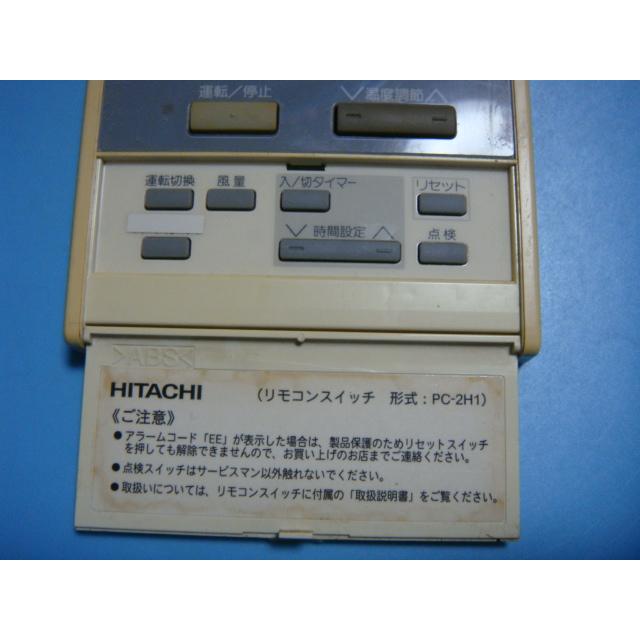 運転/停止
∨温度調節∧
運転切換
風量
入/切タイマー
リセット
∨ 時間設定 ∧
点検
>ABS<
HITACHI (リモコンスイッチ 形式:PC-2H1)
《ご注意》
●アラームコード「EE」が表示した場合は、製品保護のためリセットスイッチ
を押しても解除できませんので、お買い上げのお店までご連絡ください。
●点検スイッチはサービスマン以外触れないでください。
●取扱いについては、リモコンスイッチに付属の「取扱説明書」をご覧ください。